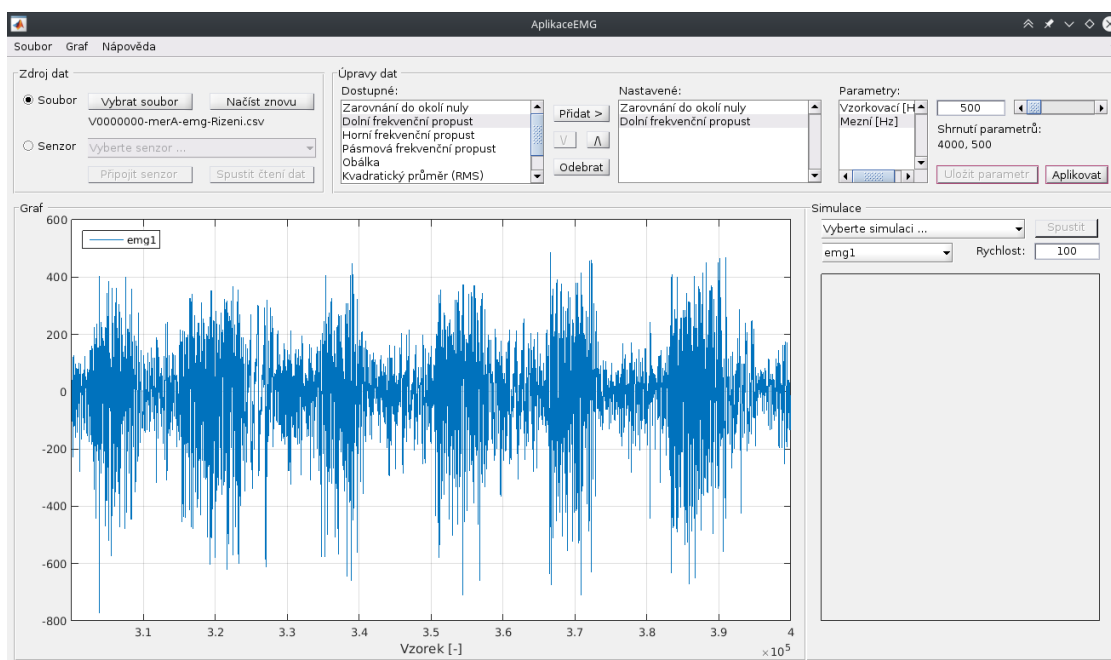 AplikaceEMG
Soubor Graf Nápověda
Zdroj dat
Soubor
Vybrat soubor
Načíst znovu
V0000000-merA-emg-Rizeni.csv
Senzor
Vyberte senzor ...
Připojit senzor
Spustit čtení dat
Úpravy dat
Dostupné:
Zarovnání do okolí nuly
Dolní frekvenční propust
Horní frekvenční propust
Pásmová frekvenční propust
Obálka
Kvadratický průměr (RMS)
Přidat >
V Λ
Odebrat
Nastavené:
Zarovnání do okolí nuly
Dolní frekvenční propust
Parametry:
Vzorkovací [H
Mezní [Hz]
500
Shrnutí parametrů:
4000, 500
Uložit parametr
Aplikovat
Graf
emg1
600
400
200
0
-200
-400
-600
-800
3.1 3.2 3.3 3.4 3.5 3.6 3.7 3.8 3.9 4
Vzorek [-]
×10^5
Simulace
Vyberte simulaci ...
Spustit
emg1
Rychlost:
100